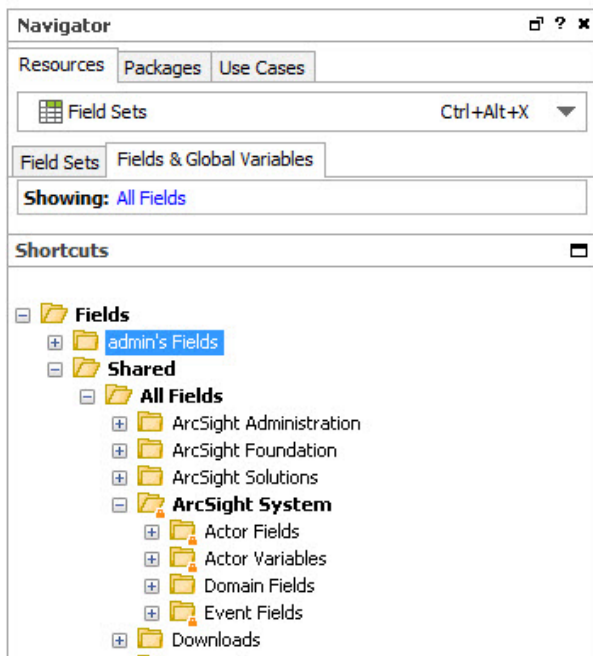 Navigator ?
Resources Packages Use Cases
Field Sets Ctrl+Alt+X
Field Sets Fields & Global Variables
Showing: All Fields
Shortcuts
Fields
admin's Fields
Shared
All Fields
ArcSight Administration
ArcSight Foundation
ArcSight Solutions
ArcSight System
Actor Fields
Actor Variables
Domain Fields
Event Fields
Downloads